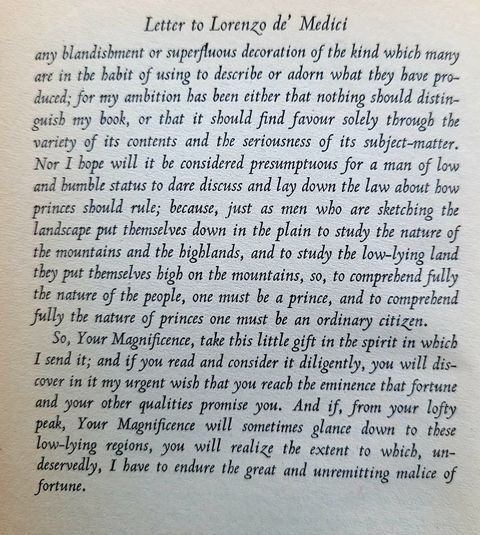 Letter to Lorenzo de' Medici
any blandishment or superfluous decoration of the kind which many
are in the habit of using to describe or adorn what they have pro-
duced; for my ambition has been either that nothing should distin-
guish my book, or that it should find favour solely through the
variety of its contents and the seriousness of its subject-matter.
Nor I hope will it be considered presumptuous for a man of low
and humble status to dare discuss and lay down the law about how
princes should rule; because, just as men who are sketching the
landscape put themselves down in the plain to study the nature of
the mountains and the highlands, and to study the low-lying land
they put themselves high on the mountains, so, to comprehend fully
the nature of the people, one must be a prince, and to comprehend
fully the nature of princes one must be an ordinary citizen.
So, Your Magnificence, take this little gift in the spirit in which
I send it; and if you read and consider it diligently, you will dis-
cover in it my urgent wish that you reach the eminence that fortune
and your other qualities promise you. And if, from your lofty
peak, Your Magnificence will sometimes glance down to these
low-lying regions, you will realize the extent to which, un-
deservedly, I have to endure the great and unremitting malice of
fortune.